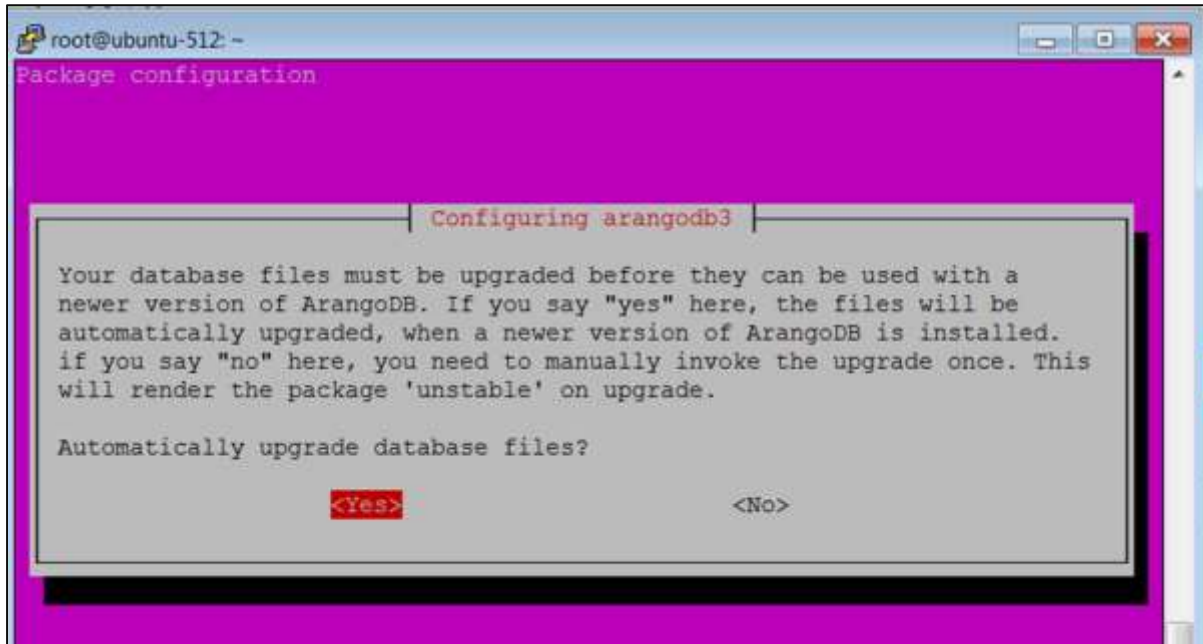 root@ubuntu-512: ~
Package configuration
Configuring arangodb3
Your database files must be upgraded before they can be used with a
newer version of ArangoDB. If you say "yes" here, the files will be
automatically upgraded, when a newer version of ArangoDB is installed.
if you say "no" here, you need to manually invoke the upgrade once. This
will render the package 'unstable' on upgrade.
Automatically upgrade database files?
<Yes> <No>